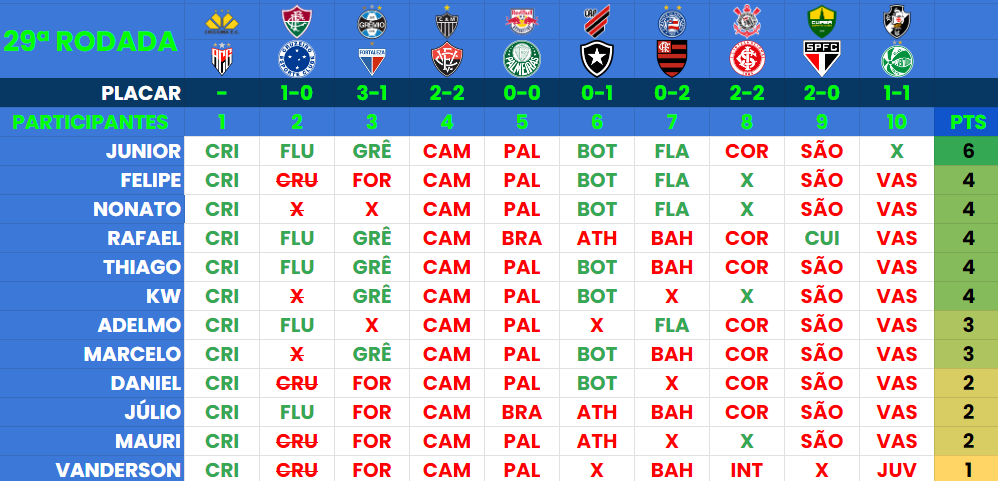 29ª RODADA
PLACAR - 1-0 3-1 2-2 0-0 0-1 0-2 2-2 2-0 1-1
PARTICIPANTES 1 2 3 4 5 6 7 8 9 10 PTS
JUNIOR CRI FLU GRÊ CAM PAL BOT FLA COR SÃO X 6
FELIPE CRI CRU FOR CAM PAL BOT FLA X SÃO VAS 4
NONATO CRI X X CAM PAL BOT FLA X SÃO VAS 4
RAFAEL CRI FLU GRÊ CAM BRA ATH BAH COR CUI VAS 4
THIAGO CRI FLU GRÊ CAM PAL BOT BAH COR SÃO VAS 4
KW CRI X GRÊ CAM PAL BOT X X SÃO VAS 4
ADELMO CRI FLU X CAM PAL X FLA COR SÃO VAS 3
MARCELO CRI X GRÊ CAM PAL BOT BAH COR SÃO VAS 3
DANIEL CRI CRU FOR CAM PAL BOT X COR SÃO VAS 2
JÚLIO CRI FLU FOR CAM BRA ATH BAH COR SÃO VAS 2
MAURI CRI CRU FOR CAM PAL ATH X X SÃO VAS 2
VANDERSON CRI CRU FOR CAM PAL X BAH INT X JUV 1